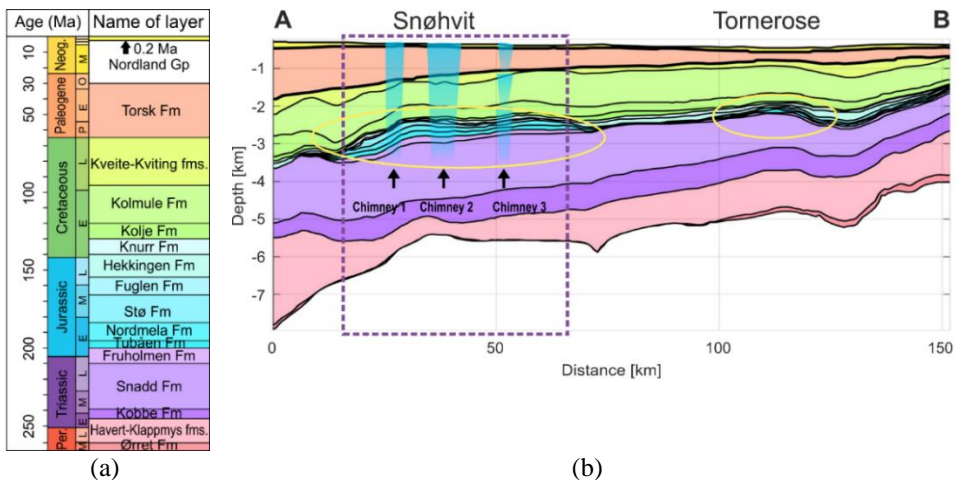 Age (Ma) Name of layer
10 Neog. M 0.2 Ma
Nordland Gp
30 Paleogene O
50 E Torsk Fm
P
Cretaceous L Kveite-Kviting fms.
100 E Kolmule Fm
Kolje Fm
Knurr Fm
150 Jurassic L Hekkingen Fm
Fuglen Fm
M Stø Fm
E Nordmela Fm
Tubåen Fm
200 Fruholmen Fm
Triassic L Snadd Fm
M
E Kobbe Fm
250 Per. L Havert-Klappmys fms.
M Ørret Fm
(a)
A Snøhvit Tornerose B
Depth [km]
-1
-2
-3
-4
-5
-6
-7
Chimney 1 Chimney 2 Chimney 3
0 50 100 150
Distance [km]
(b)